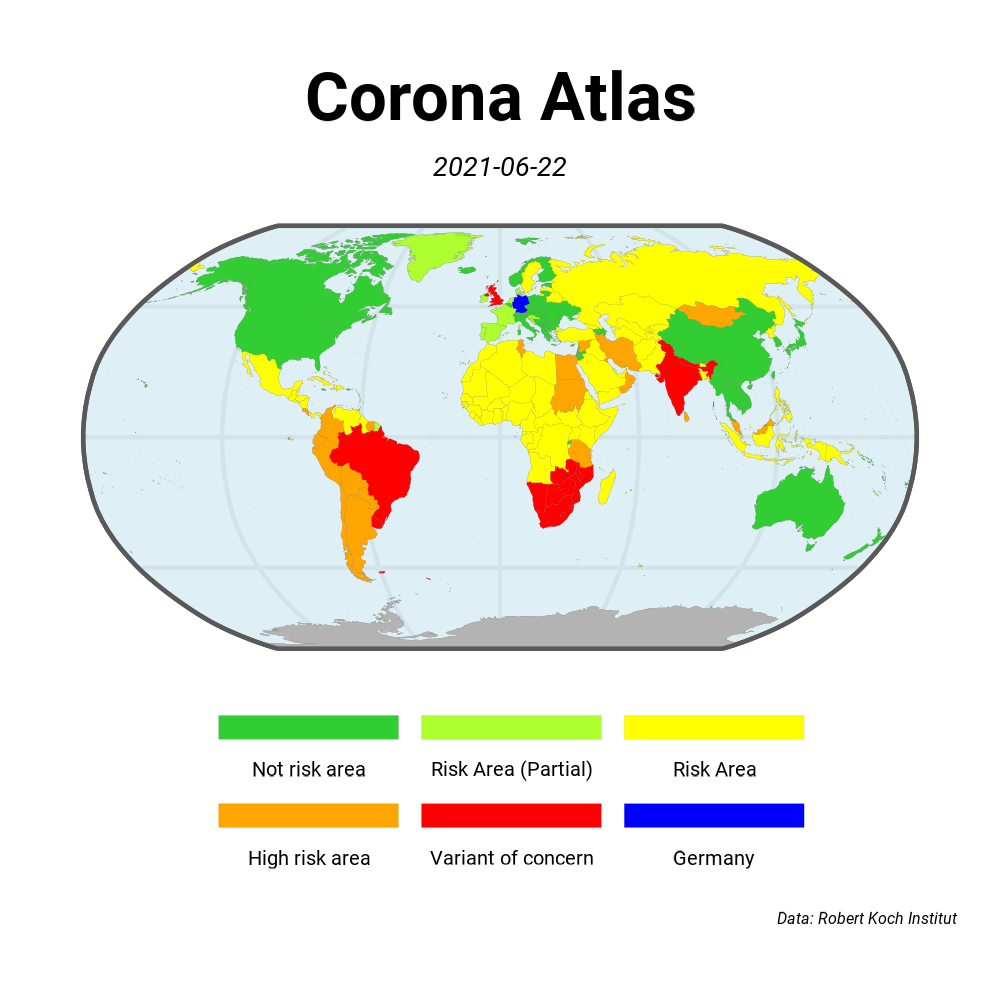 Corona Atlas
2021-06-22
Not risk area
Risk Area (Partial)
Risk Area
High risk area
Variant of concern
Germany
Data: Robert Koch Institut